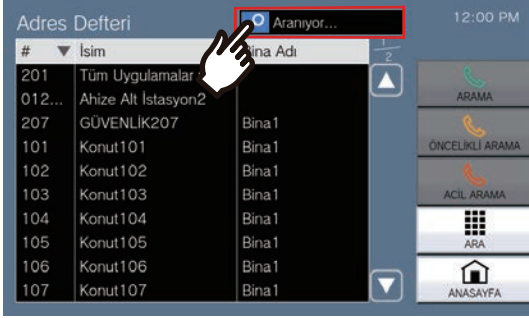 Adres Defteri
Aranıyor...
12:00 PM
# İsim Bina Adı
1/2
201 Tüm Uygulamalar
012... Ahize Alt İstasyon2
207 GÜVENLİK207 Bina1
101 Konut101 Bina1
102 Konut102 Bina1
103 Konut103 Bina1
104 Konut104 Bina1
105 Konut105 Bina1
106 Konut106 Bina1
107 Konut107 Bina1
ARAMA
ÖNCELİKLİ ARAMA
ACİL ARAMA
ARA
ANASAYFA